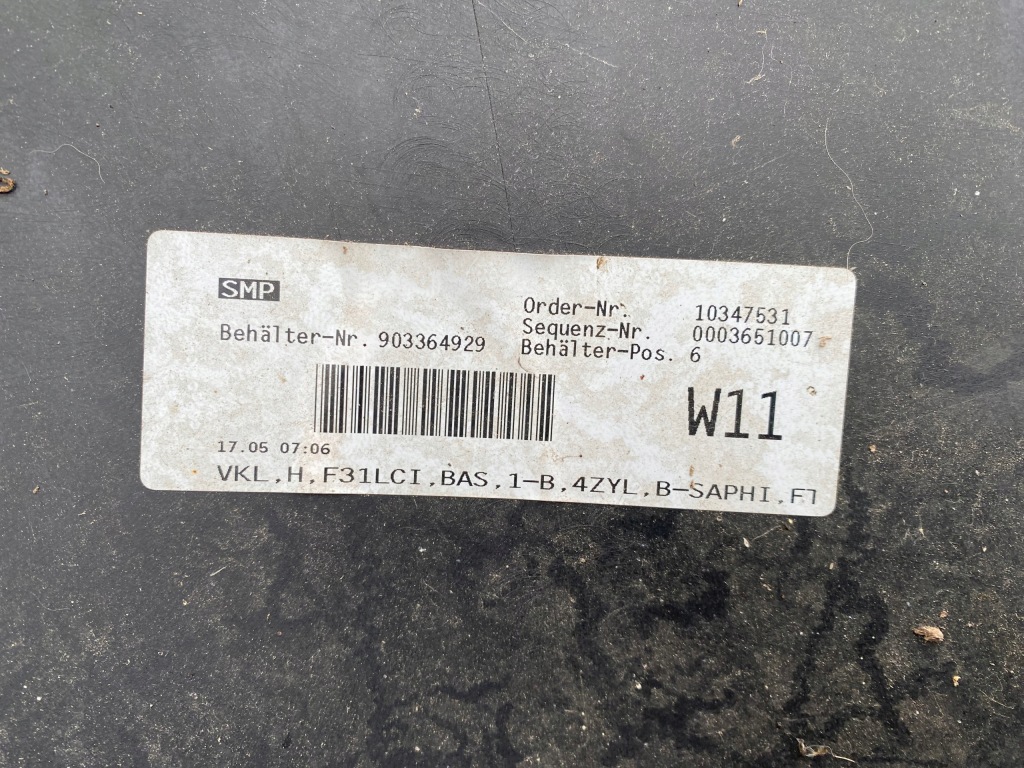 SMP
Behälter-Nr. 903364929
Order-Nr. 10347531
Sequenz-Nr. 0003651007
Behälter-Pos. 6
W11
17.05 07:06
VKL,H,F31LCI,BAS,1-B,4ZYL,B-SAPHI,